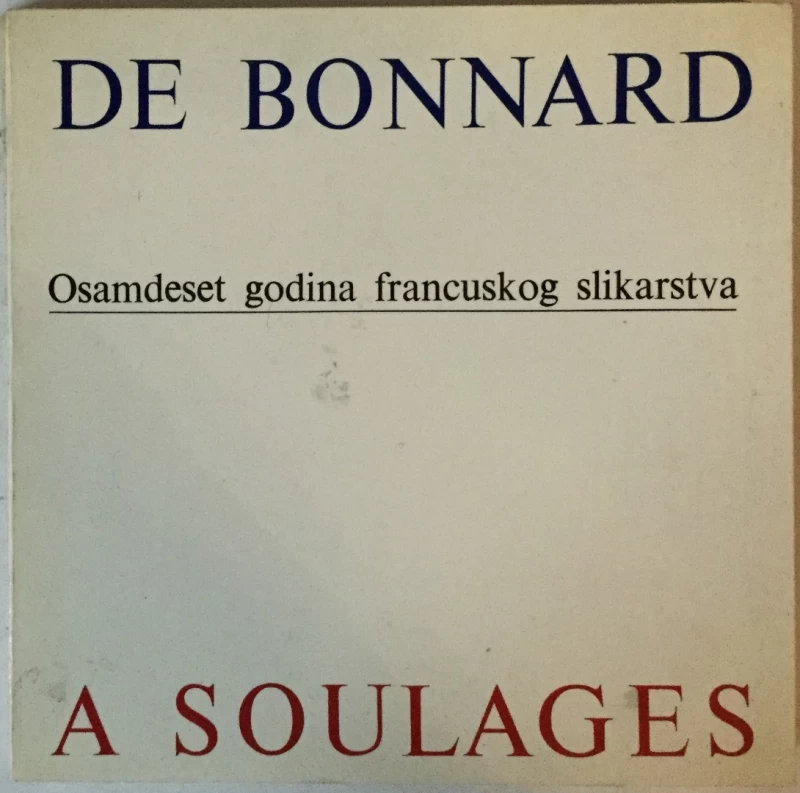 DE BONNARD
Osamdeset godina francuskog slikarstva
A SOULAGES